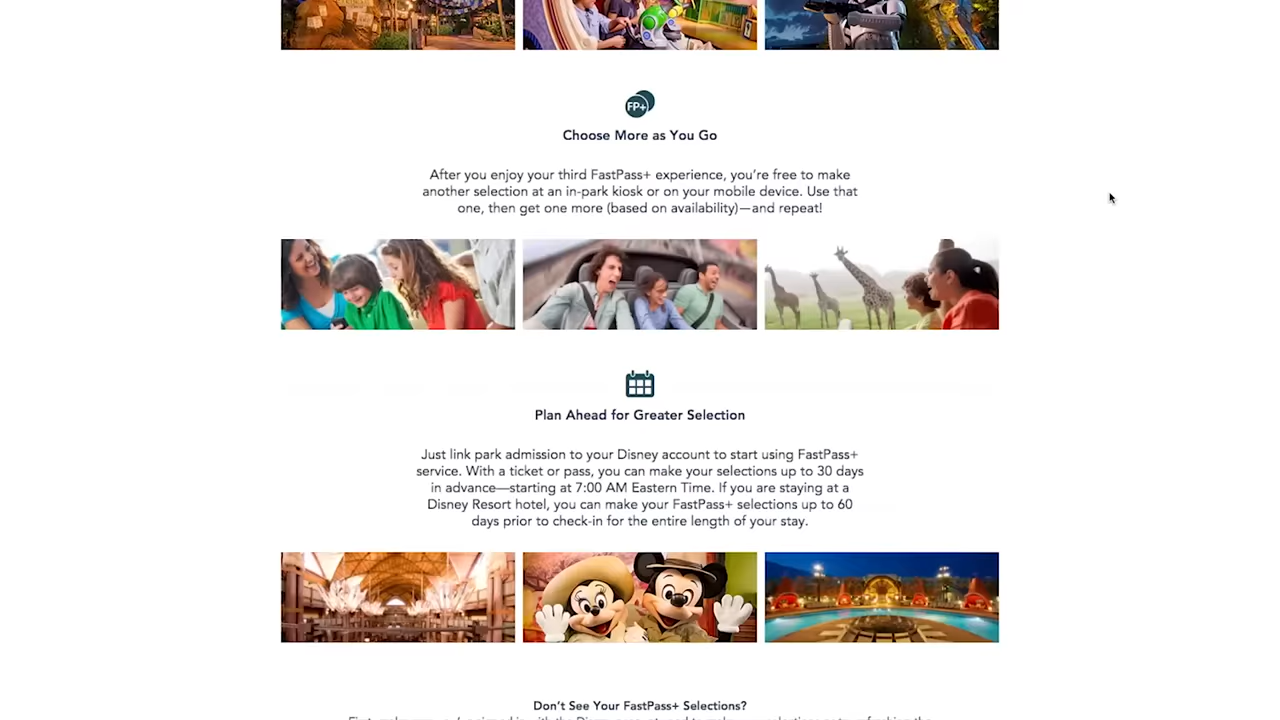 FP+
Choose More as You Go
After you enjoy your third FastPass+ experience, you're free to make
another selection at an in-park kiosk or on your mobile device. Use that
one, then get one more (based on availability)—and repeat!
Plan Ahead for Greater Selection
Just link park admission to your Disney account to start using FastPass+
service. With a ticket or pass, you can make your selections up to 30 days
in advance—starting at 7:00 AM Eastern Time. If you are staying at a
Disney Resort hotel, you can make your FastPass+ selections up to 60
days prior to check-in for the entire length of your stay.
Don't See Your FastPass+ Selections?